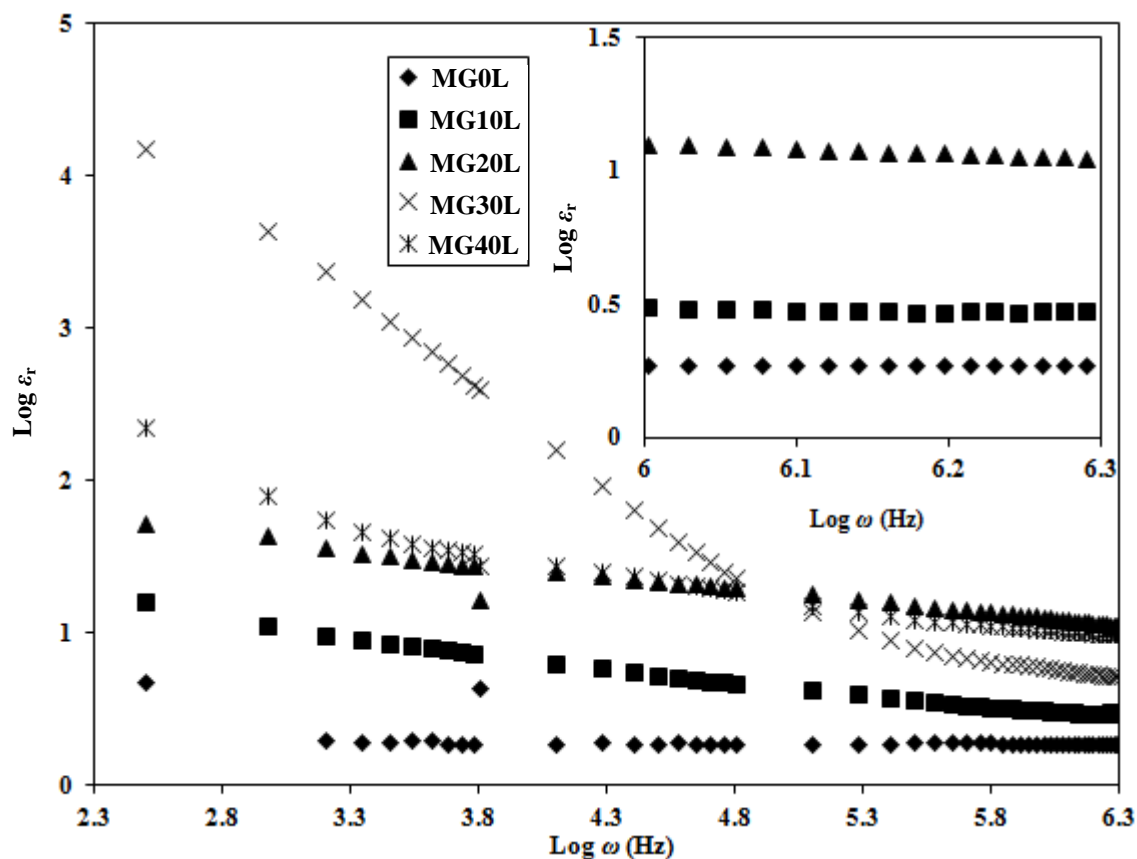 5
4
3
2
1
0
Log εr
2.3 2.8 3.3 3.8 4.3 4.8 5.3 5.8 6.3
Log ω (Hz)
MG0L
MG10L
MG20L
MG30L
MG40L
1.5
1
0.5
0
Log εr
6 6.1 6.2 6.3
Log ω (Hz)